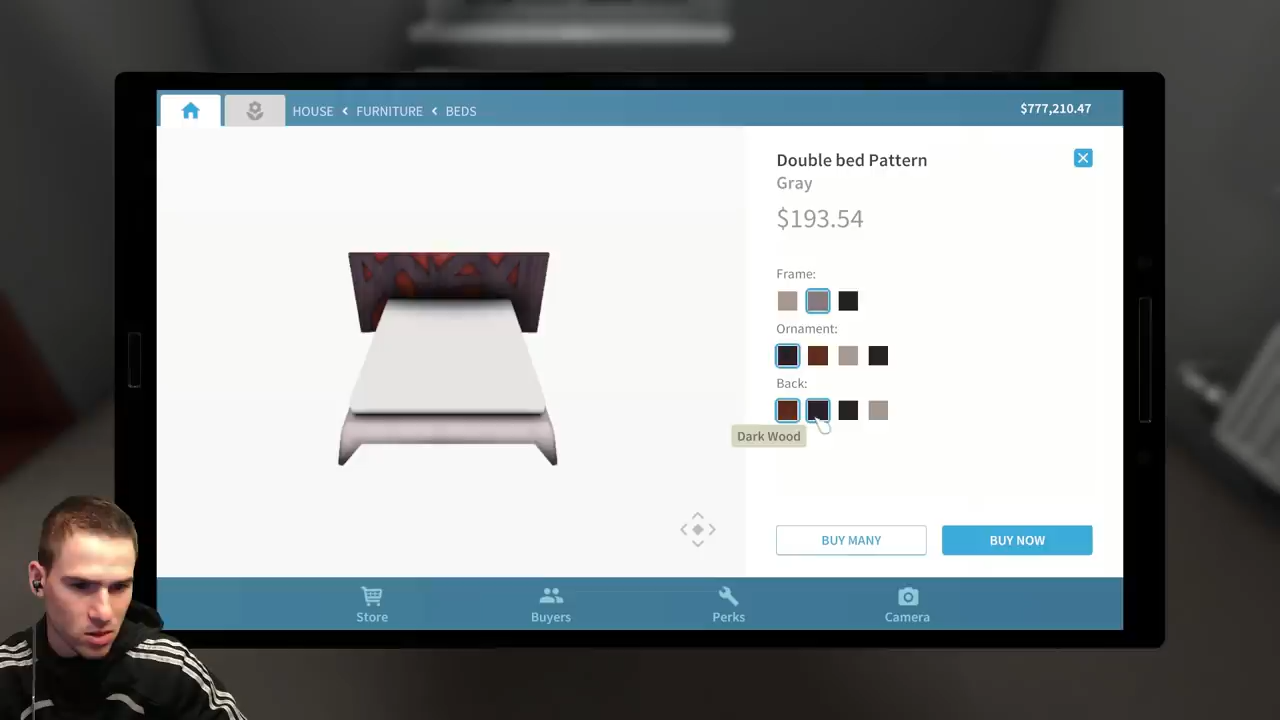 HOUSE < FURNITURE < BEDS
$777,210.47
Double bed Pattern
Gray
$193.54
Frame:
Ornament:
Back:
Dark Wood
BUY MANY
BUY NOW
Store
Buyers
Perks
Camera